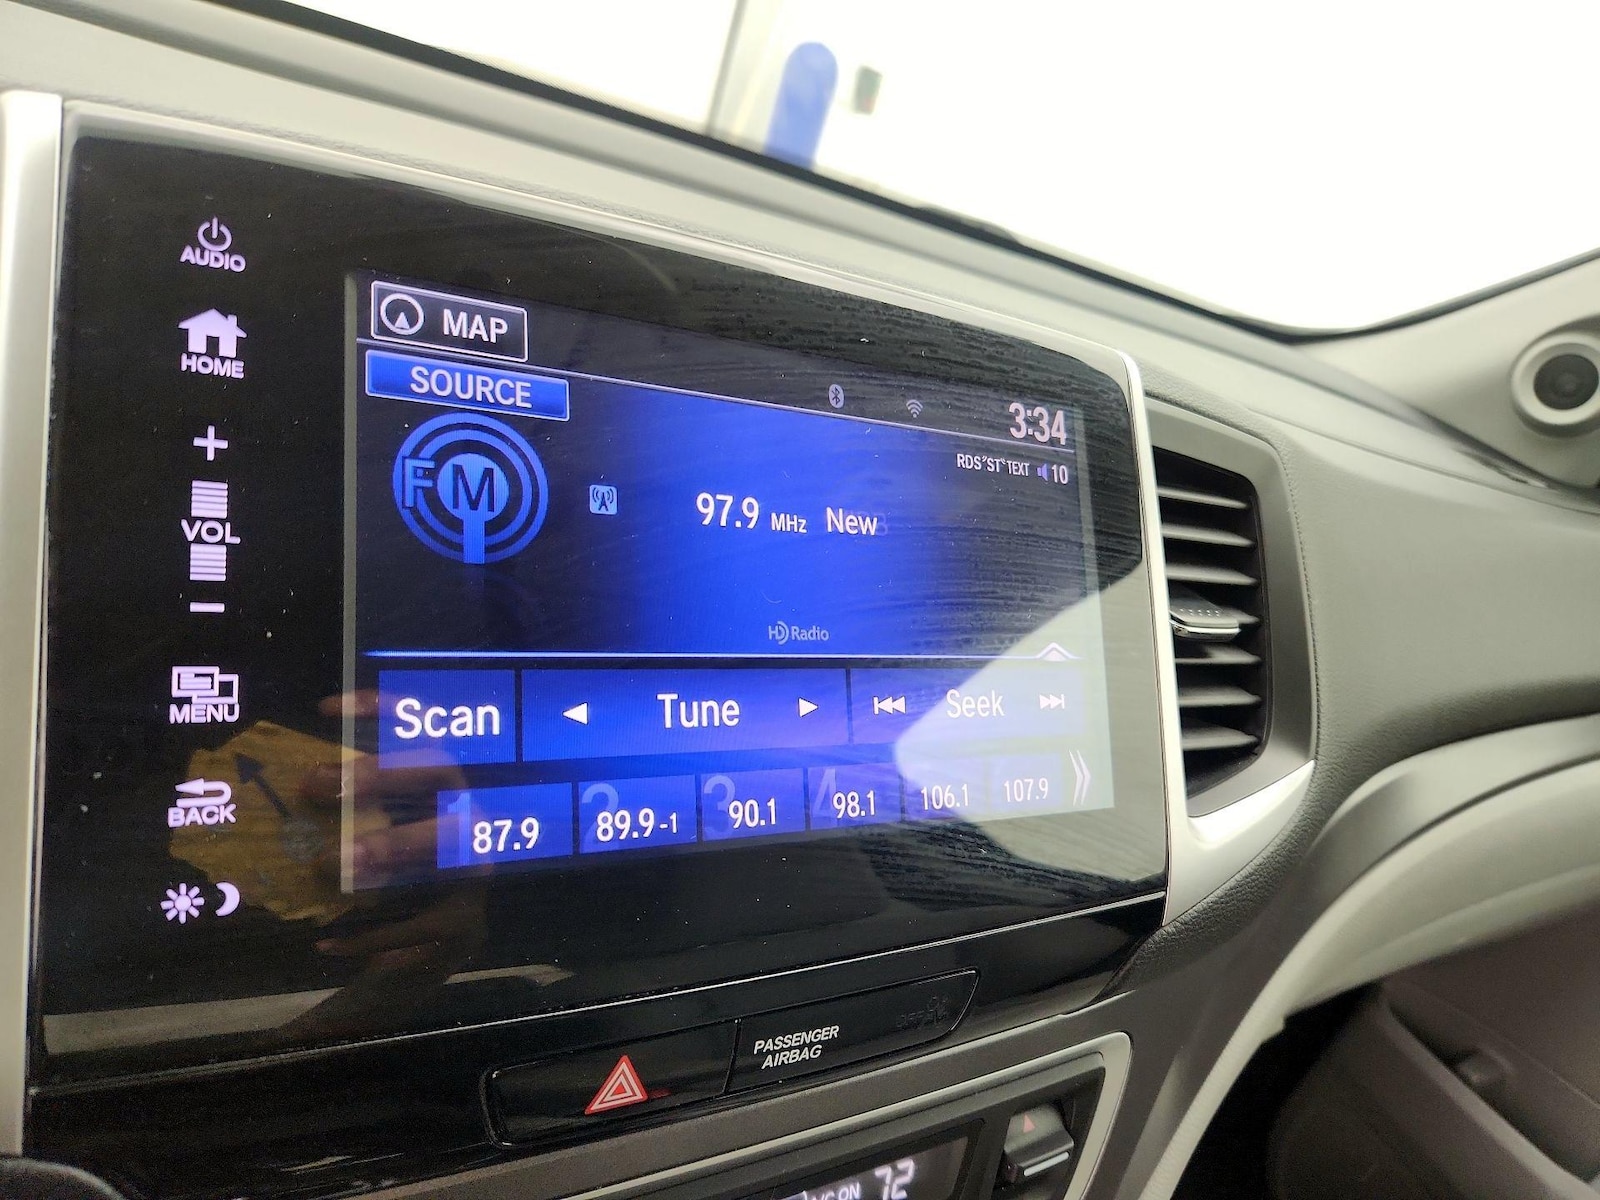 AUDIO
HOME
+
VOL
−
MENU
BACK
MAP
SOURCE
3:34
RDS "ST" TEXT 10
FM
97.9 MHz New
HD Radio
Scan
Tune
Seek
1 87.9
2 89.9-1
3 90.1
4 98.1
106.1
107.9
PASSENGER
AIRBAG
ON 72